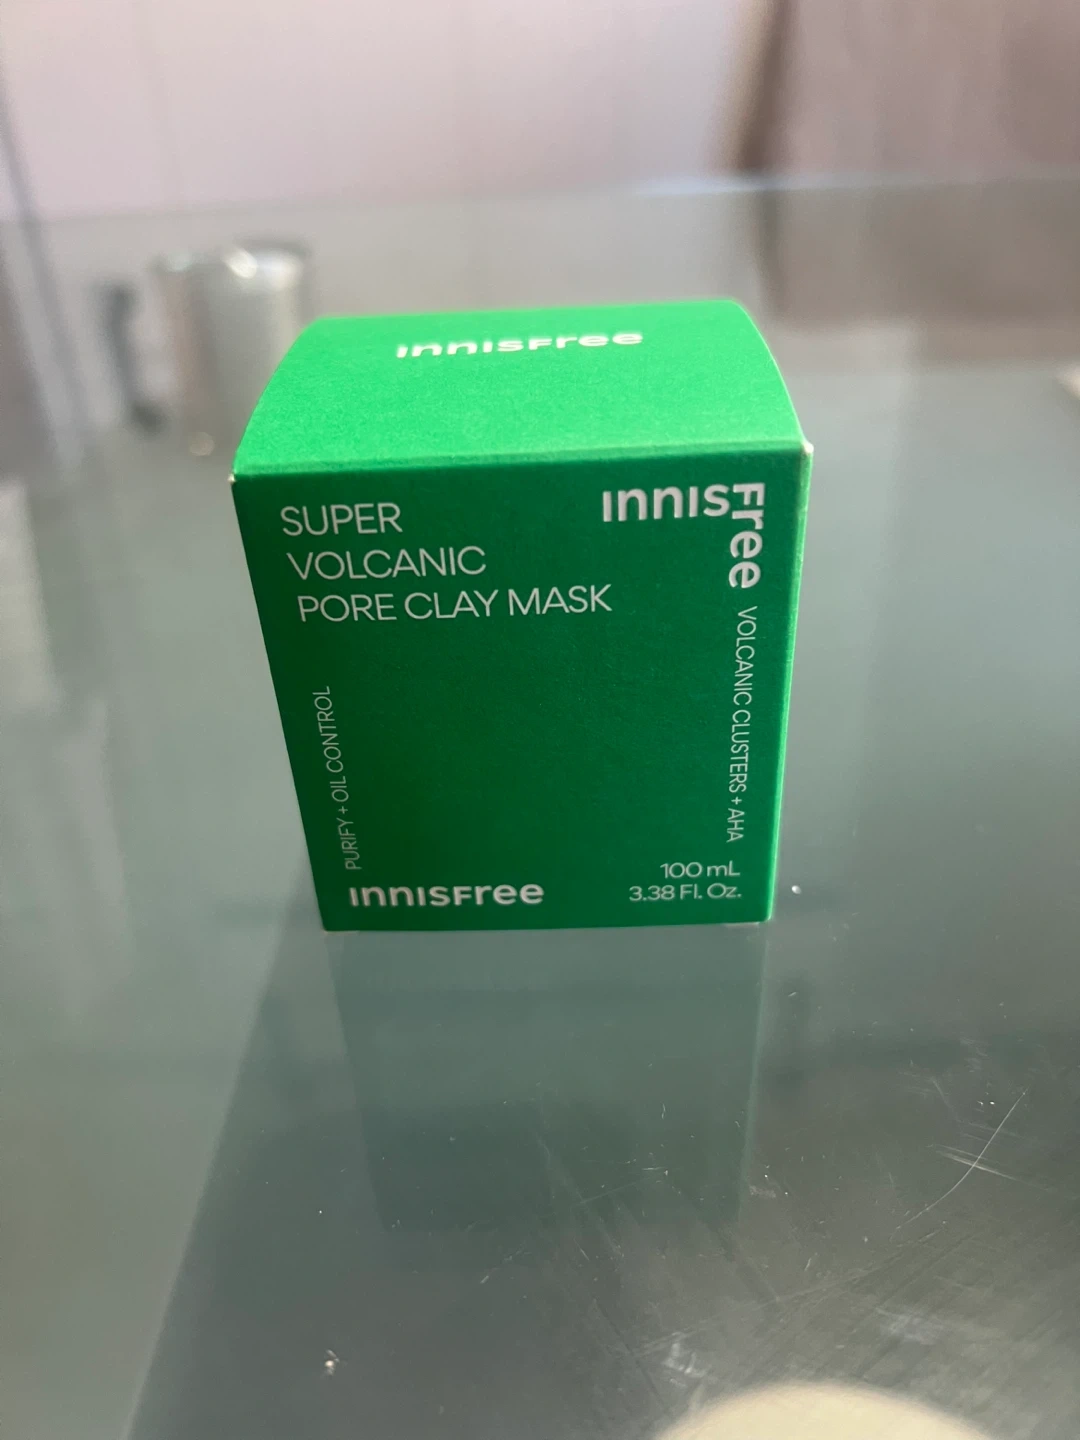 INNISFree
SUPER
VOLCANIC
PORE CLAY MASK
INNISFree
VOLCANIC CLUSTERS + AHA
PURIFY + OIL CONTROL
INNISFree
100 mL
3.38 Fl. Oz.